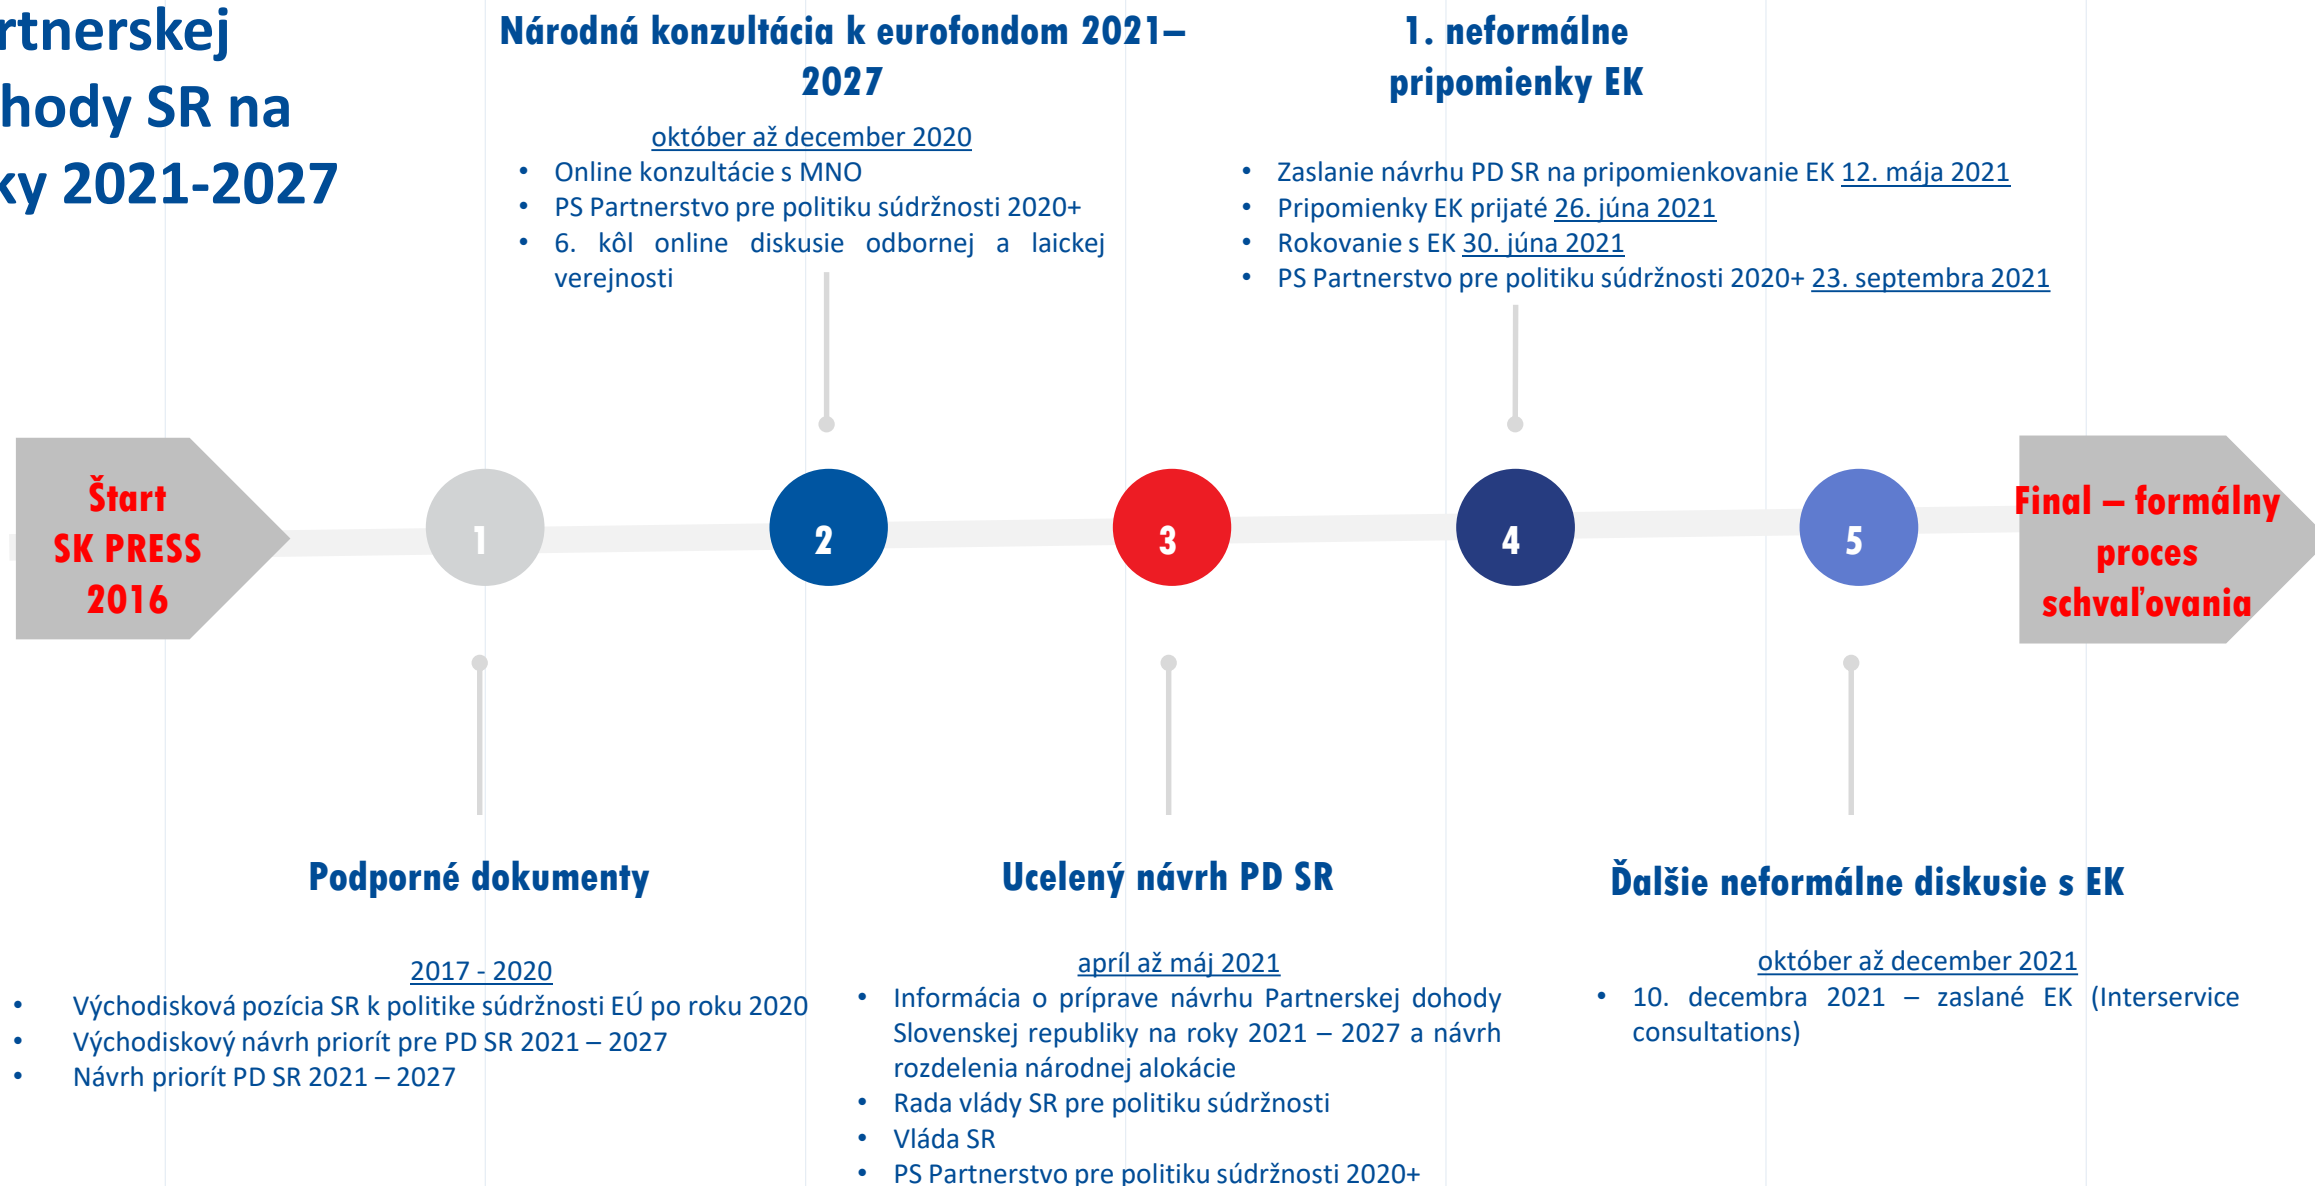 rtnerskej
hody SR na
ky 2021-2027
Národná konzultácia k eurofondom 2021–
2027
október až december 2020
• Online konzultácie s MNO
• PS Partnerstvo pre politiku súdržnosti 2020+
• 6. kôl online diskusie odbornej a laickej
verejnosti
1. neformálne
pripomienky EK
• Zaslanie návrhu PD SR na pripomienkovanie EK 12. mája 2021
• Pripomienky EK prijaté 26. júna 2021
• Rokovanie s EK 30. júna 2021
• PS Partnerstvo pre politiku súdržnosti 2020+ 23. septembra 2021
Štart
SK PRESS
2016
1
2
3
4
5
Final – formálny
proces
schvaľovania
Podporné dokumenty
2017 - 2020
• Východisková pozícia SR k politike súdržnosti EÚ po roku 2020
• Východiskový návrh priorít pre PD SR 2021 – 2027
• Návrh priorít PD SR 2021 – 2027
Ucelený návrh PD SR
apríl až máj 2021
• Informácia o príprave návrhu Partnerskej dohody
Slovenskej republiky na roky 2021 – 2027 a návrh
rozdelenia národnej alokácie
• Rada vlády SR pre politiku súdržnosti
• Vláda SR
• PS Partnerstvo pre politiku súdržnosti 2020+
Ďalšie neformálne diskusie s EK
október až december 2021
• 10. decembra 2021 – zaslané EK (Interservice
consultations)